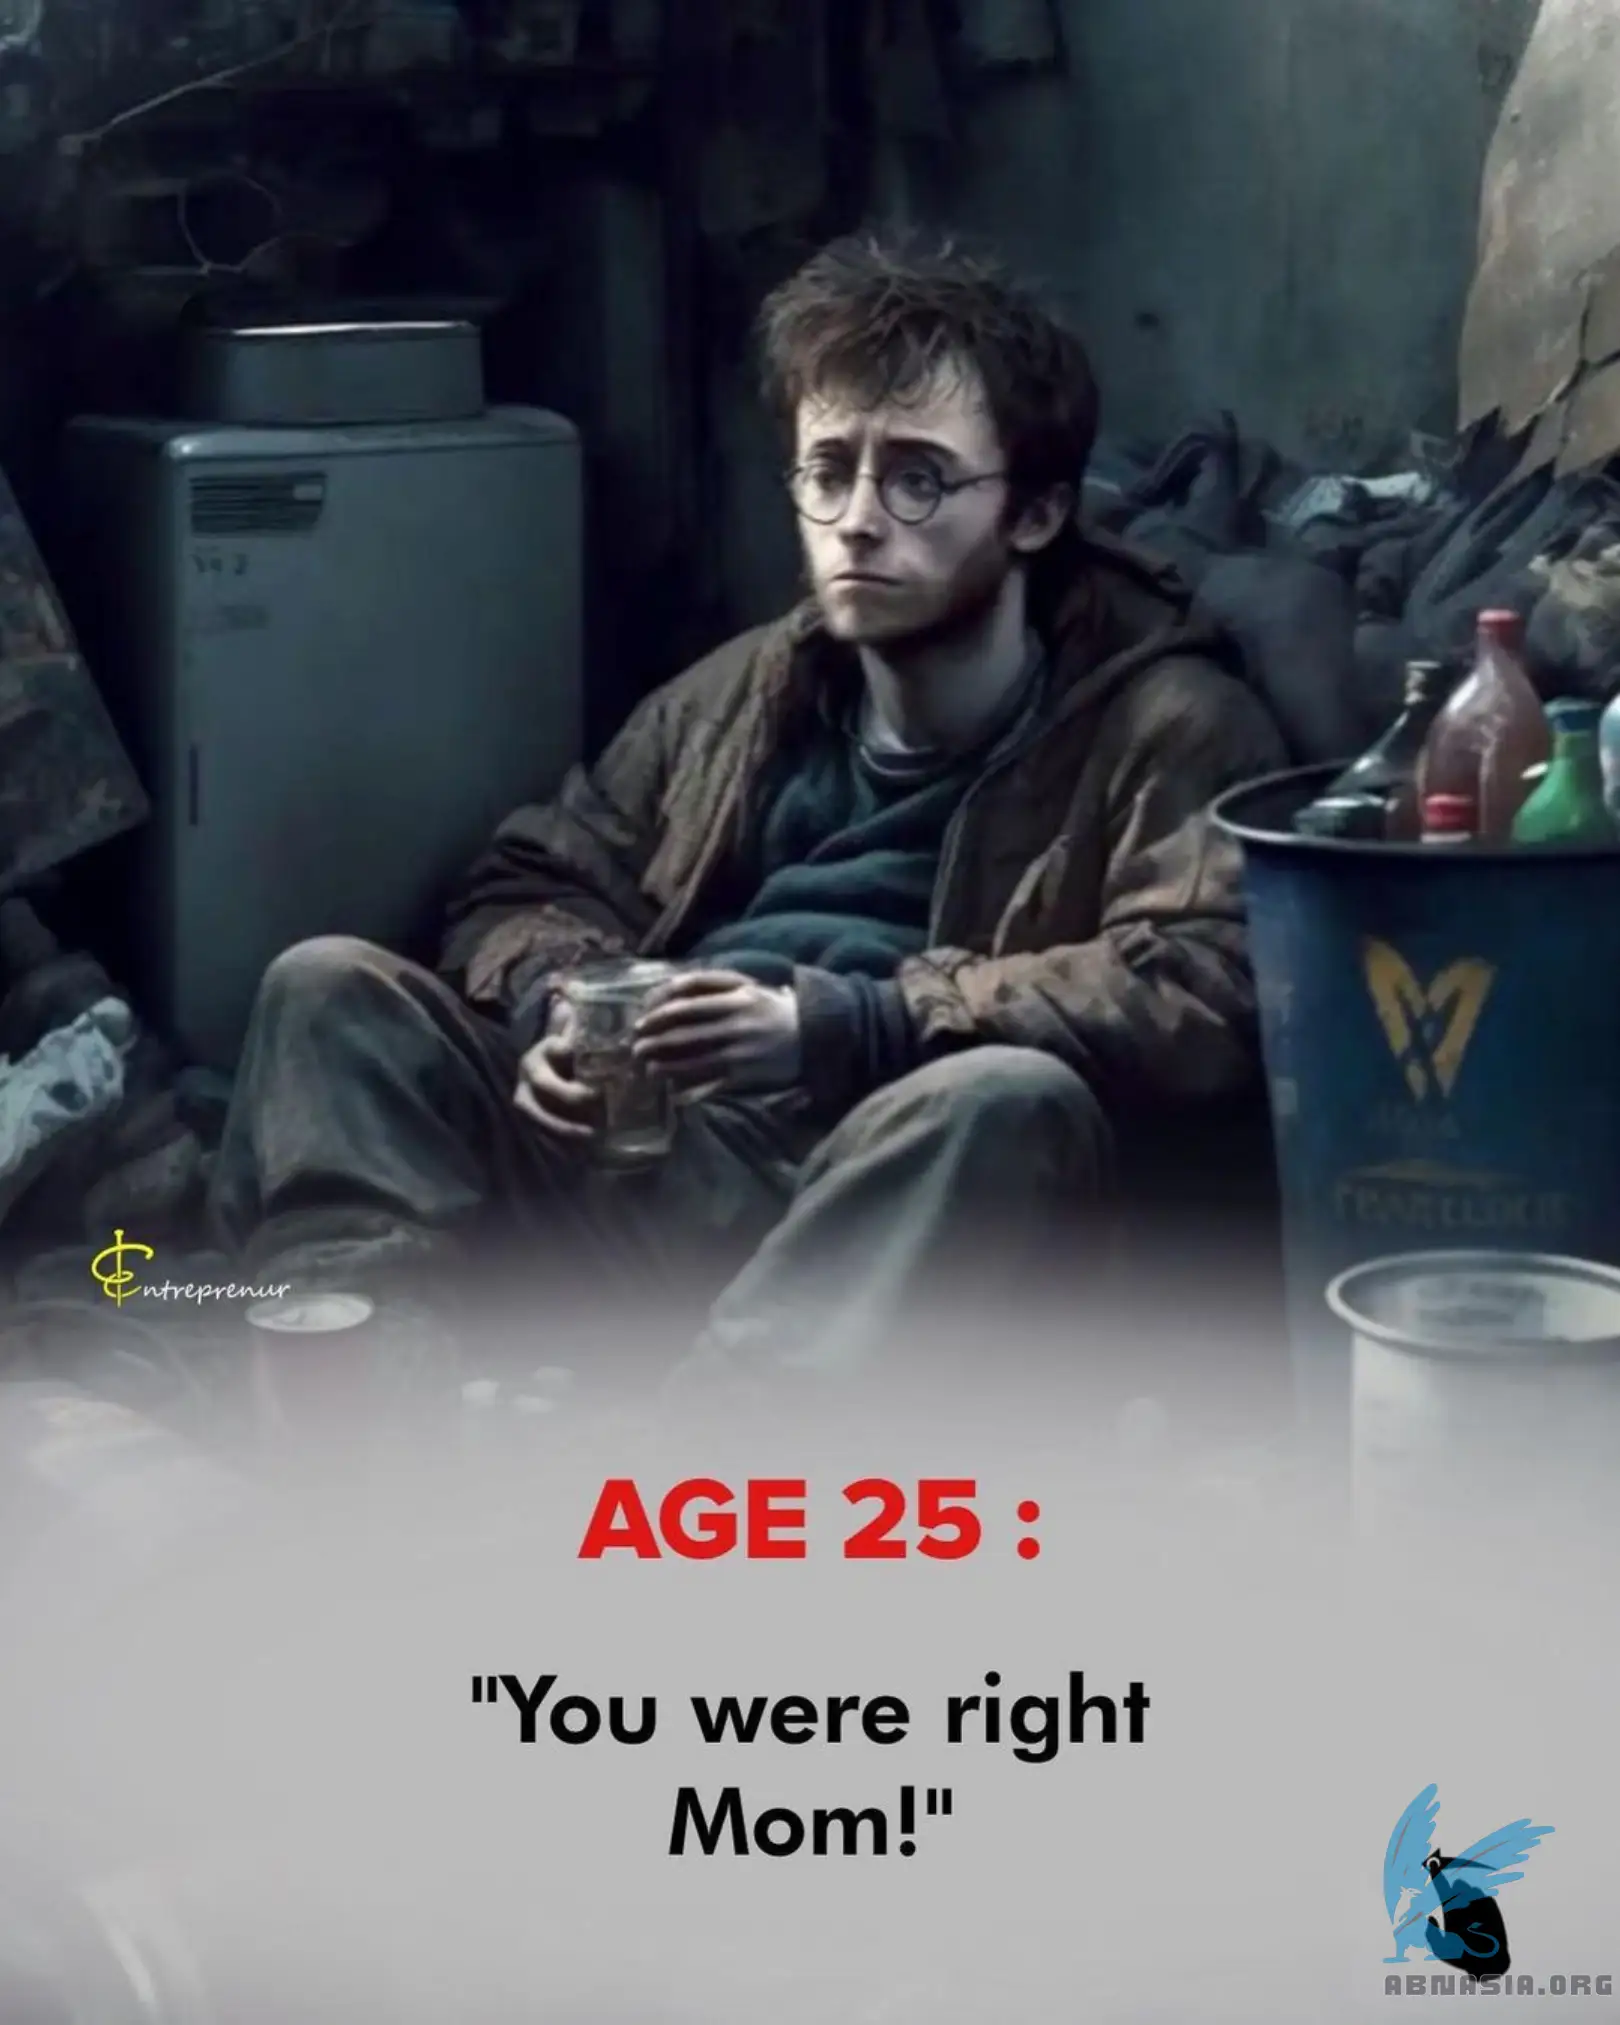 Entreprenur
AGE 25 :
"You were right
Mom!"
ABNASIA.ORG